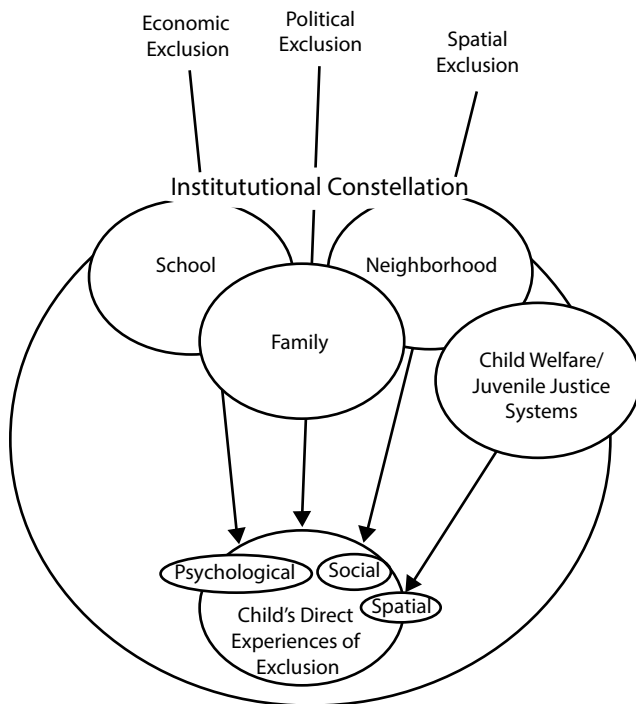 Economic
Exclusion
Political
Exclusion
Spatial
Exclusion
Institututional Constellation
School
Neighborhood
Family
Child Welfare/
Juvenile Justice
Systems
Psychological
Social
Spatial
Child's Direct
Experiences of
Exclusion